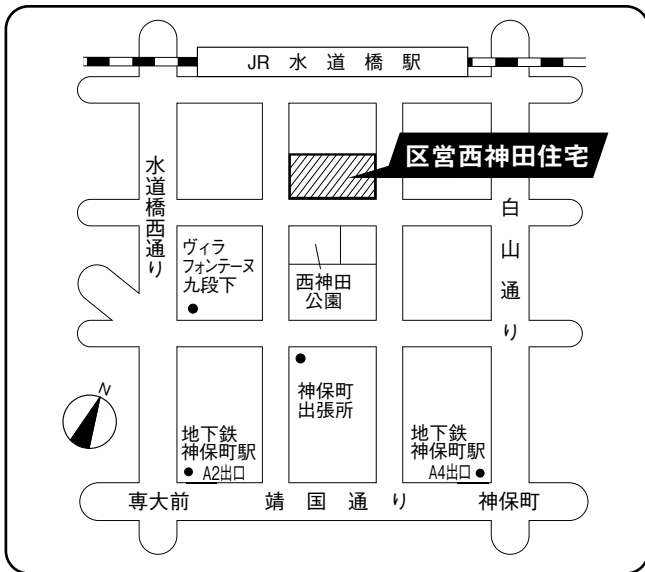 JR 水道橋駅
区営西神田住宅
水道橋西通り
白山通り
ヴィラ
フォンテーヌ
九段下
西神田
公園
N
神保町
出張所
地下鉄
神保町駅
A2出口
地下鉄
神保町駅
A4出口
専大前
靖国通り
神保町